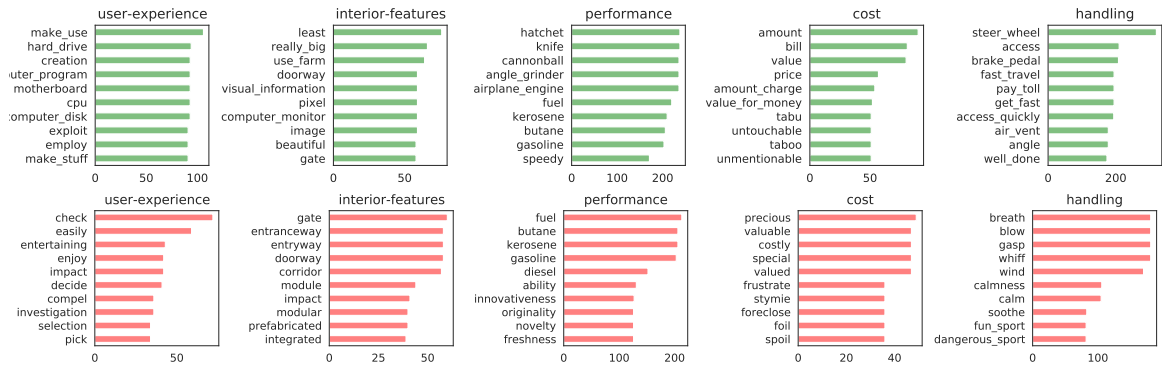 user-experience
make_use
hard_drive
creation
outer_program
motherboard
cpu
computer_disk
exploit
employ
make_stuff
0 50 100
interior-features
least
really_big
use_farm
doorway
visual_information
pixel
computer_monitor
image
beautiful
gate
0 50
performance
hatchet
knife
cannonball
angle_grinder
airplane_engine
fuel
kerosene
butane
gasoline
speedy
0 100 200
cost
amount
bill
value
price
amount_charge
value_for_money
tabu
untouchable
taboo
unmentionable
0 50
handling
steer_wheel
access
brake_pedal
fast_travel
pay_toll
get_fast
access_quickly
air_vent
angle
well_done
0 200
user-experience
check
easily
entertaining
enjoy
impact
decide
compel
investigation
selection
pick
0 50
interior-features
gate
entranceway
entryway
doorway
corridor
module
impact
modular
prefabricated
integrated
0 25 50
performance
fuel
butane
kerosene
gasoline
diesel
ability
innovativeness
originality
novelty
freshness
0 100 200
cost
precious
valuable
costly
special
valued
frustrate
stymie
foreclose
foil
spoil
0 20 40
handling
breath
blow
gasp
whiff
wind
calmness
calm
soothe
fun_sport
dangerous_sport
0 100